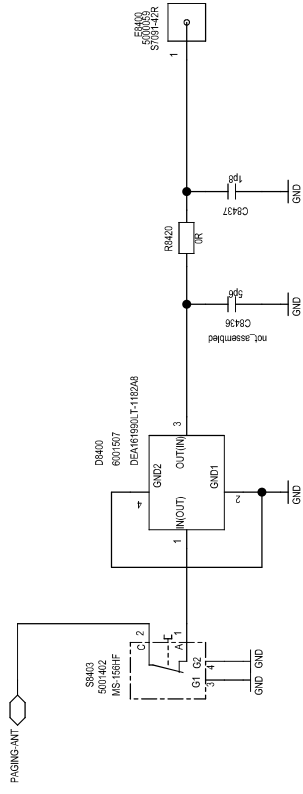 E8400
5000059
S7091-42R
1
1p8
C8437
GND
R8420
0R
5p6
C8436
not_assembled
GND
D8400
6001507
DEA161990LT-1182A8
3
OUT(IN)
GND2
4
GND1
2
IN(OUT)
1
GND
S8403
5001402
MS-156HF
2
C
1
A
G2
4
G1
3
GND
GND
PAGING-ANT